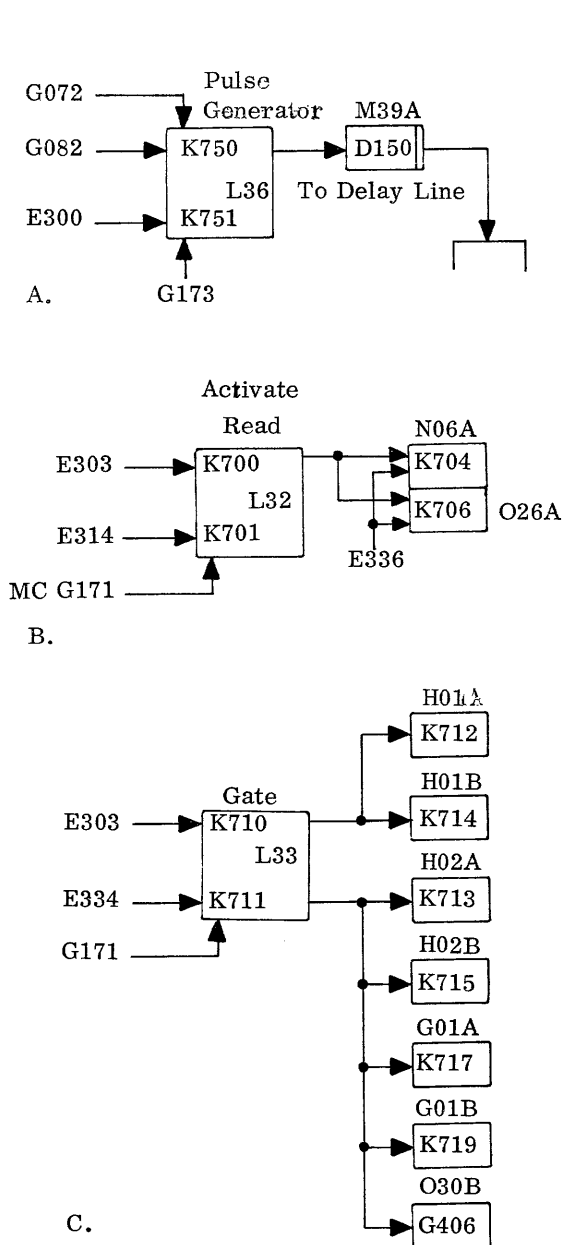 G072
Pulse
Generator
M39A
G082
K750
D150
L36
To Delay Line
E300
K751
A.
G173
Activate
Read
N06A
E303
K700
K704
L32
K706
O26A
E314
K701
E336
MC G171
B.
K712
Gate
H01B
E303
K710
K714
L33
H02A
E334
K711
K713
G171
H02B
K715
G01A
K717
G01B
K719
O30B
C.
G406